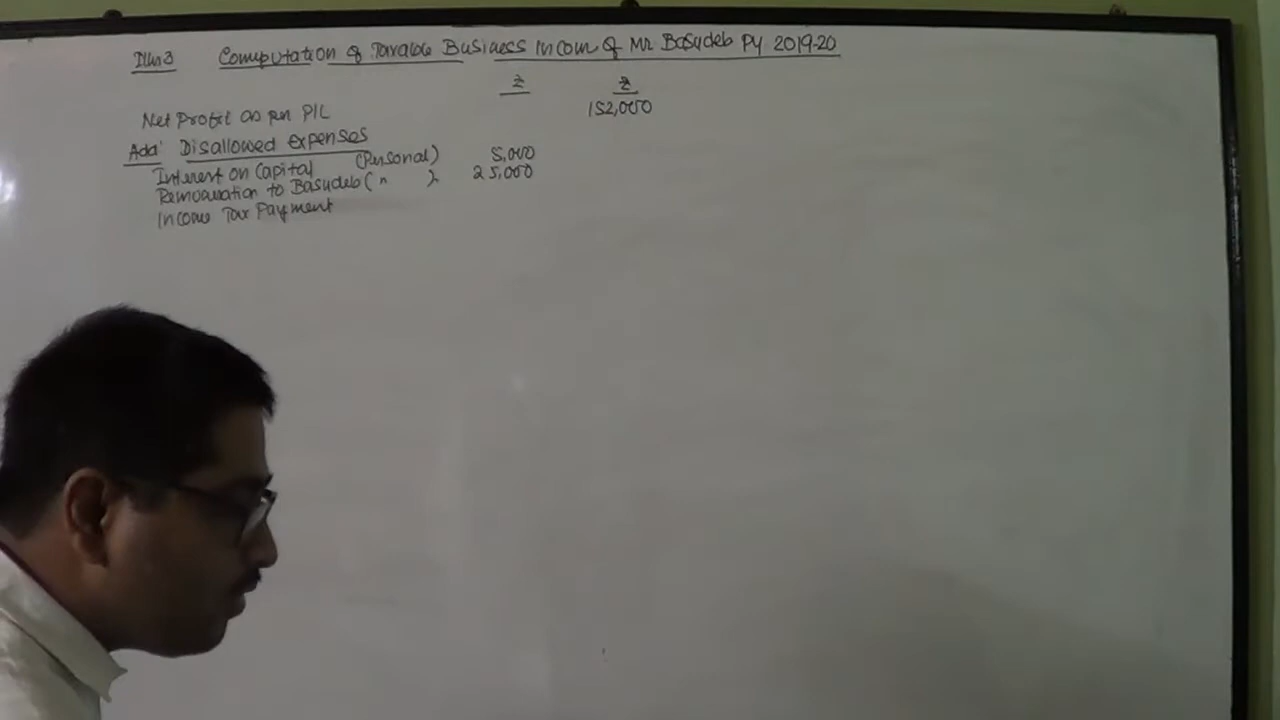 Illus 3 Computation of Taxable Business Incom of Mr Basudeb PY 2019-20
₹ ₹
Net Profit as per P/L 152,000
Add: Disallowed expenses
Interest on Capital (Personal) 5,000
Remuneration to Basudeb ( " ) 25,000
Income Tax Payment